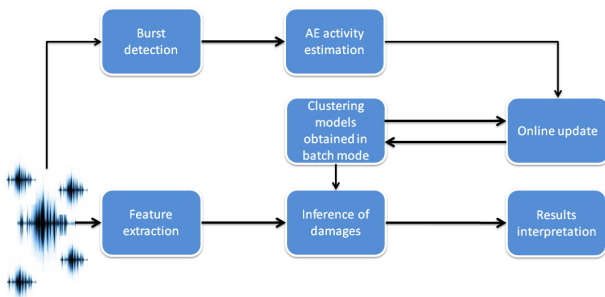 Burst
detection
AE activity
estimation
Clustering
models
obtained in
batch mode
Online update
Feature
extraction
Inference of
damages
Results
interpretation